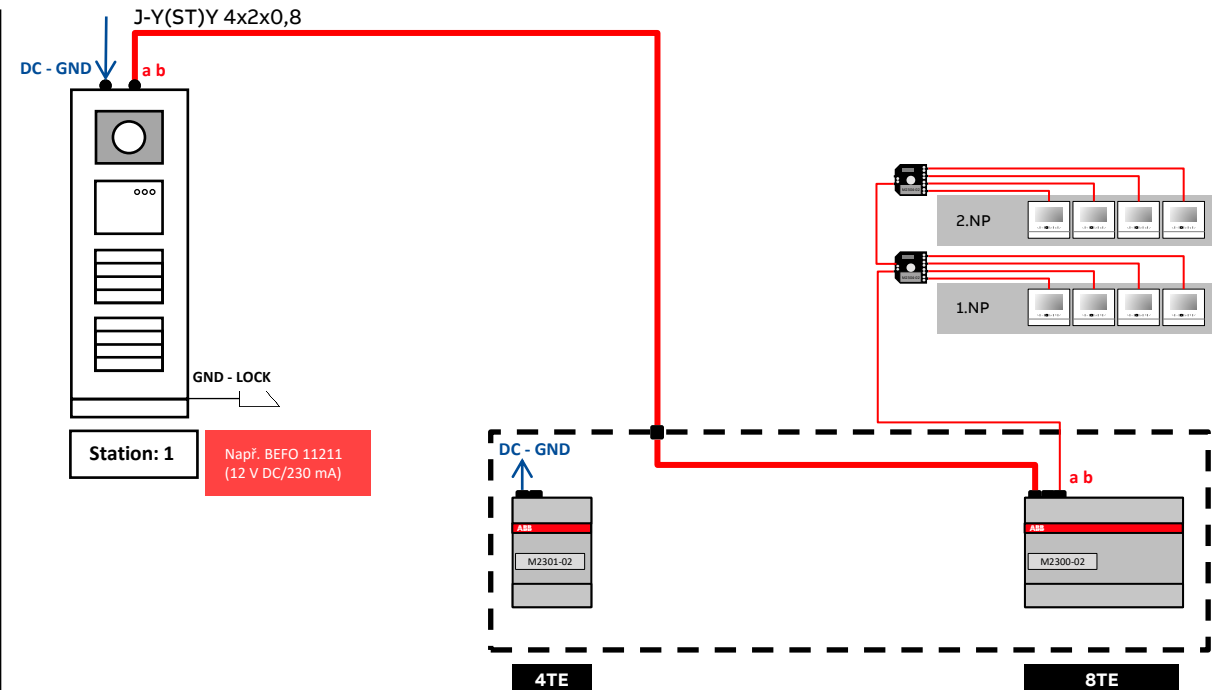 J-Y(ST)Y 4x2x0,8
DC - GND
a b
GND - LOCK
Station: 1
Např. BEFO 11211
(12 V DC/230 mA)
2.NP
1.NP
DC - GND
a b
ABB
M2301-02
ABB
M2300-02
4TE
8TE